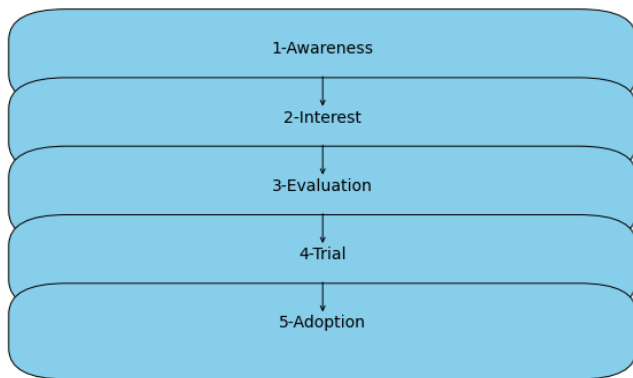 1-Awareness
2-Interest
3-Evaluation
4-Trial
5-Adoption